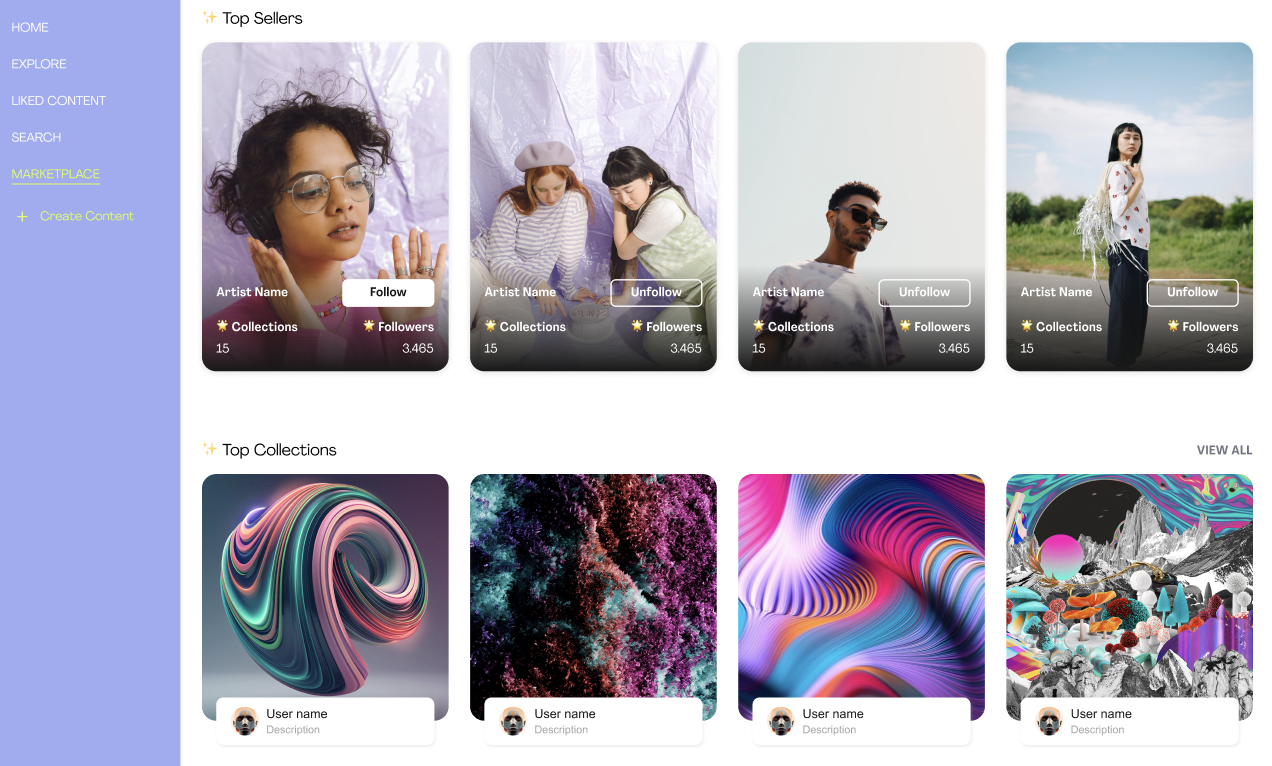 HOME
EXPLORE
LIKED CONTENT
SEARCH
MARKETPLACE
+ Create Content
✨ Top Sellers
Artist Name Follow
🌟 Collections 🌟 Followers
15 3.465
Artist Name Unfollow
🌟 Collections 🌟 Followers
15 3.465
Artist Name Unfollow
🌟 Collections 🌟 Followers
15 3.465
Artist Name Unfollow
🌟 Collections 🌟 Followers
15 3.465
✨ Top Collections VIEW ALL
User name
Description
User name
Description
User name
Description
User name
Description